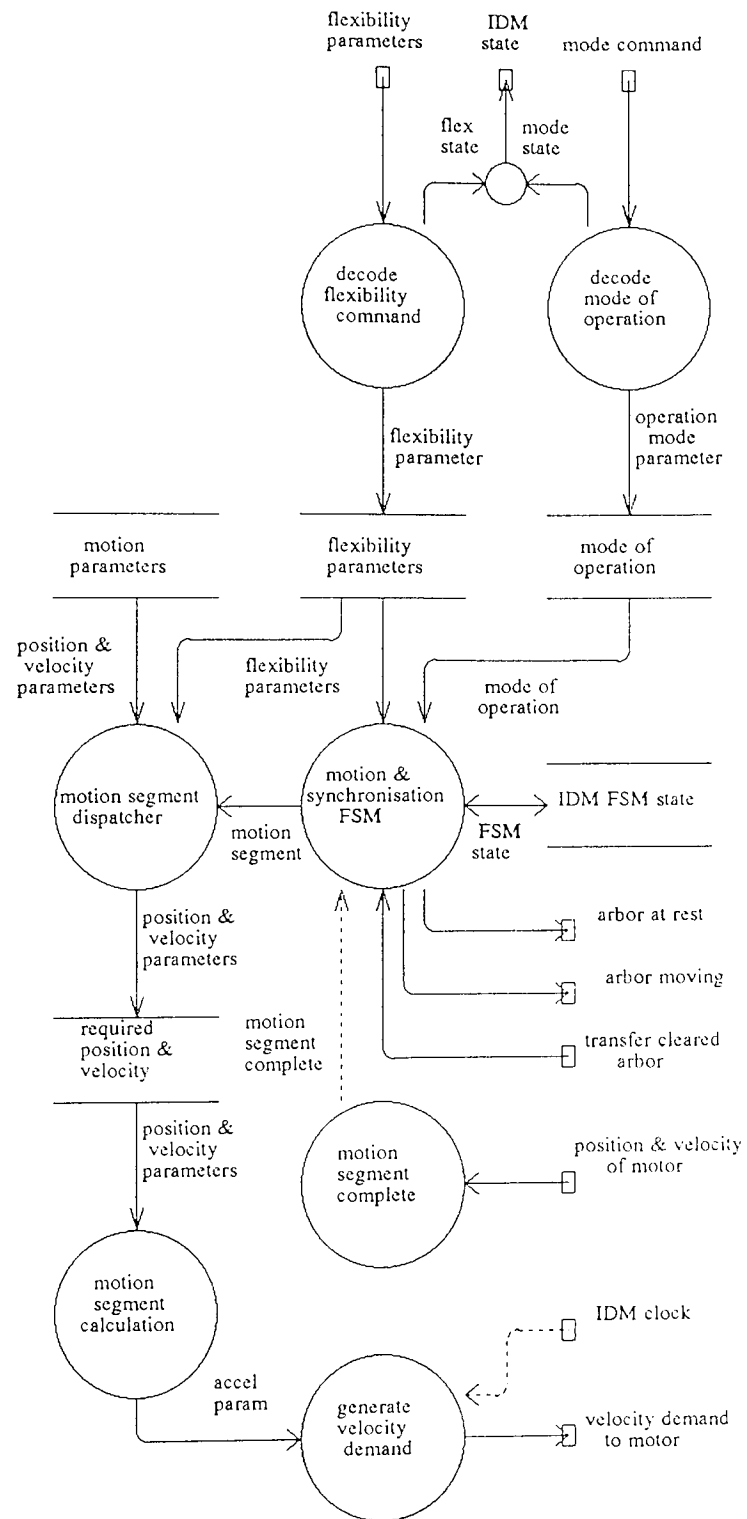 flexibility
parameters
IDM
state
mode command
flex
state
mode
state
decode
flexibility
command
decode
mode of
operation
flexibility
parameter
operation
mode
parameter
motion
parameters
flexibility
parameters
mode of
operation
position &
velocity
parameters
flexibility
parameters
mode of
operation
motion segment
dispatcher
motion &
synchronisation
FSM
IDM FSM state
motion
segment
FSM
state
position &
velocity
parameters
arbor at rest
arbor moving
required
position &
velocity
motion
segment
complete
transfer cleared
arbor
position &
velocity
parameters
motion
segment
complete
position & velocity
of motor
motion
segment
calculation
IDM clock
accel
param
generate
velocity
demand
velocity demand
to motor